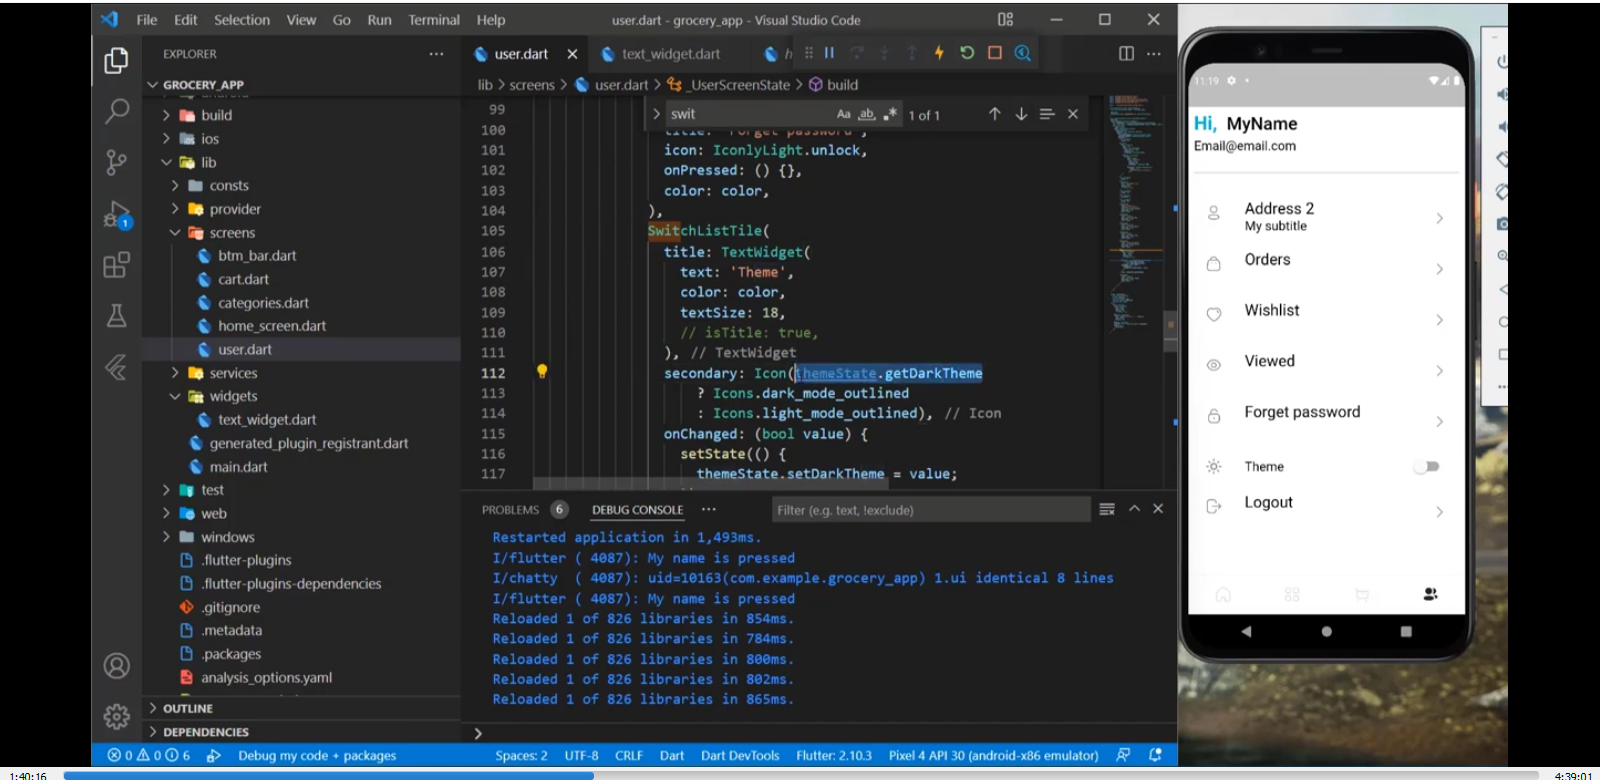 File Edit Selection View Go Run Terminal Help
user.dart - grocery_app - Visual Studio Code
EXPLORER
GROCERY_APP
build
ios
lib
consts
provider
screens
btm_bar.dart
cart.dart
categories.dart
home_screen.dart
user.dart
services
widgets
text_widget.dart
generated_plugin_registrant.dart
main.dart
test
web
windows
.flutter-plugins
.flutter-plugins-dependencies
.gitignore
.metadata
.packages
analysis_options.yaml
OUTLINE
DEPENDENCIES
1
user.dart text_widget.dart h
lib > screens > user.dart > _UserScreenState > build
swit Aa ab 1 of 1
99
100 title: 'Forget password',
101 icon: IconlyLight.unlock,
102 onPressed: () {},
103 color: color,
104 ),
105 SwitchListTile(
106 title: TextWidget(
107 text: 'Theme',
108 color: color,
109 textSize: 18,
110 // isTitle: true,
111 ), // TextWidget
112 secondary: Icon(themeState.getDarkTheme
113 ? Icons.dark_mode_outlined
114 : Icons.light_mode_outlined), // Icon
115 onChanged: (bool value) {
116 setState(() {
117 themeState.setDarkTheme = value;
PROBLEMS 6 DEBUG CONSOLE ··· Filter (e.g. text, !exclude)
Restarted application in 1,493ms.
I/flutter ( 4087): My name is pressed
I/chatty ( 4087): uid=10163(com.example.grocery_app) 1.ui identical 8 lines
I/flutter ( 4087): My name is pressed
Reloaded 1 of 826 libraries in 854ms.
Reloaded 1 of 826 libraries in 784ms.
Reloaded 1 of 826 libraries in 800ms.
Reloaded 1 of 826 libraries in 802ms.
Reloaded 1 of 826 libraries in 865ms.
0 0 6 Debug my code + packages Spaces: 2 UTF-8 CRLF Dart Dart DevTools Flutter: 2.10.3 Pixel 4 API 30 (android-x86 emulator)
11:19
Hi, MyName
Email@email.com
Address 2
My subtitle
Orders
Wishlist
Viewed
Forget password
Theme
Logout
1:40:16 4:39:01